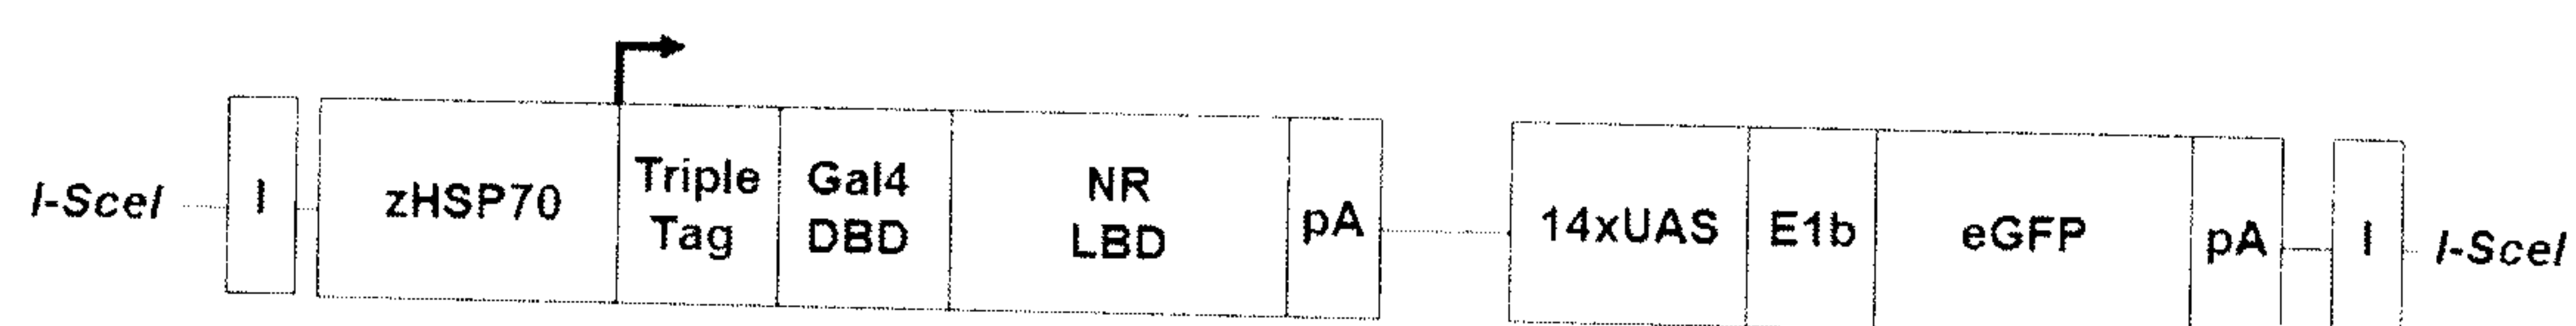 I-SceI
I
zHSP70
Triple
Tag
Gal4
DBD
NR
LBD
pA
14xUAS
E1b
eGFP
pA
I
I-SceI